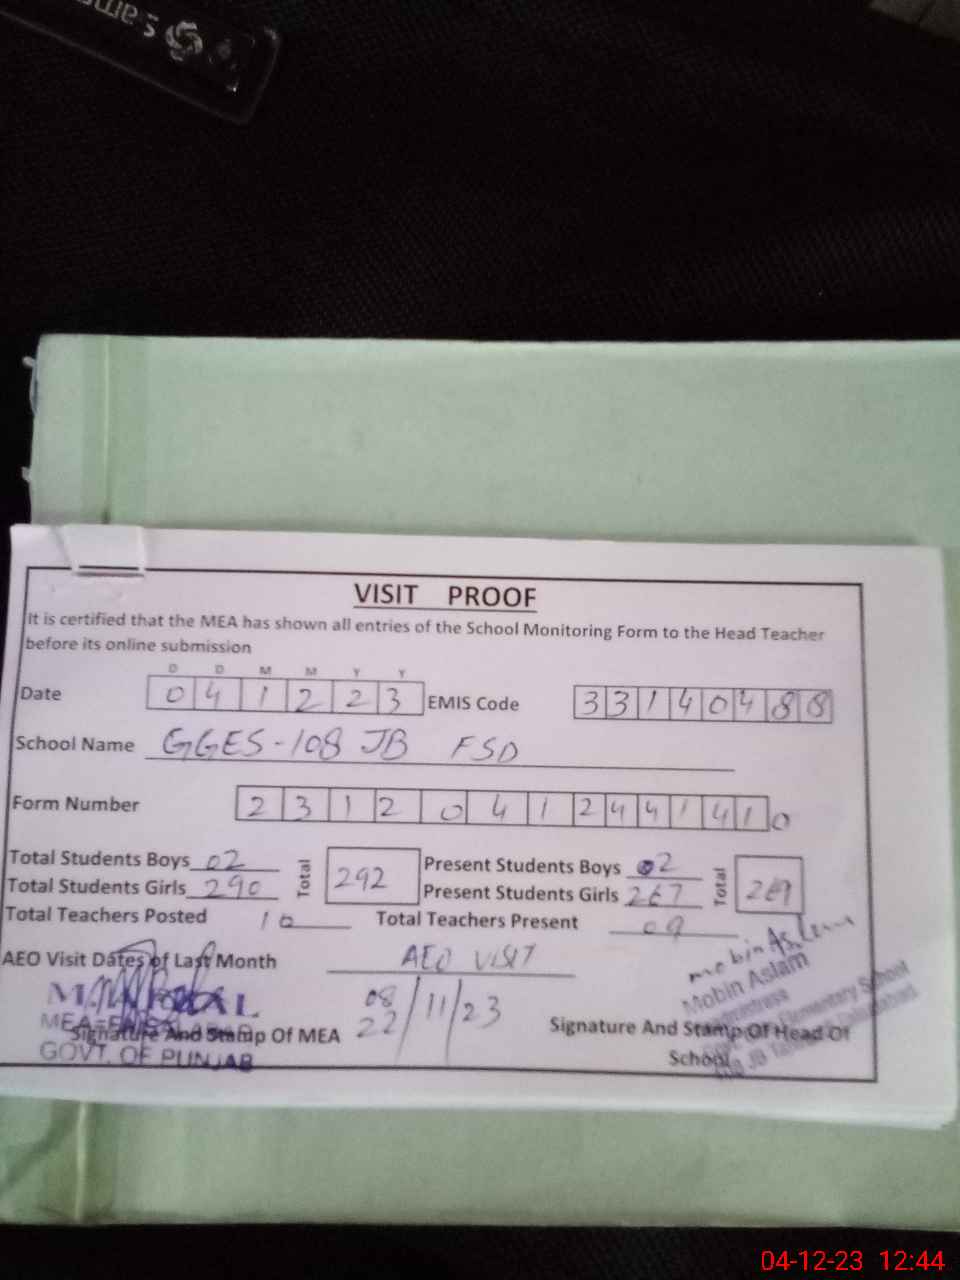 VISIT PROOF
It is certified that the MEA has shown all entries of the School Monitoring Form to the Head Teacher
before its online submission
D D M M Y Y
Date 0 4 1 2 2 3 EMIS Code 3 3 1 4 0 4 8 8
School Name GGES-108 JB FSD
Form Number 2 3 1 2 0 4 1 2 4 4 1 4 1 0
Total Students Boys 02 Total 292 Present Students Boys 02 Total 269
Total Students Girls 290 Present Students Girls 267
Total Teachers Posted 10 Total Teachers Present 09
AEO Visit Dates of Last Month AEO VISIT
08
22 /11/23
mobin Aslam
Mobin Aslam
Elementary School
JB
MEA
Signature And Stamp Of MEA
GOVT. OF PUNJAB
Signature And Stamp Of Head Of
School
04-12-23 12:44